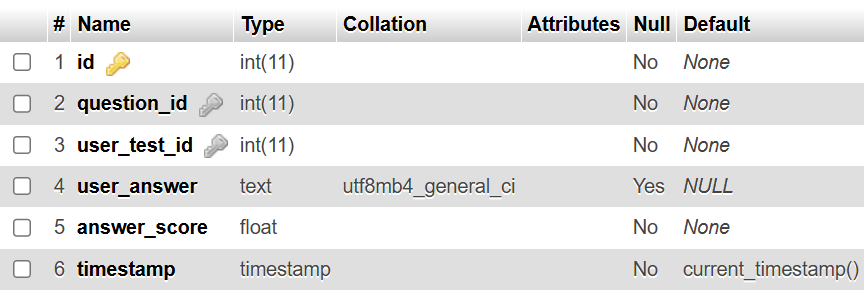 # Name Type Collation Attributes Null Default
1 id int(11) No None
2 question_id int(11) No None
3 user_test_id int(11) No None
4 user_answer text utf8mb4_general_ci Yes NULL
5 answer_score float No None
6 timestamp timestamp No current_timestamp()